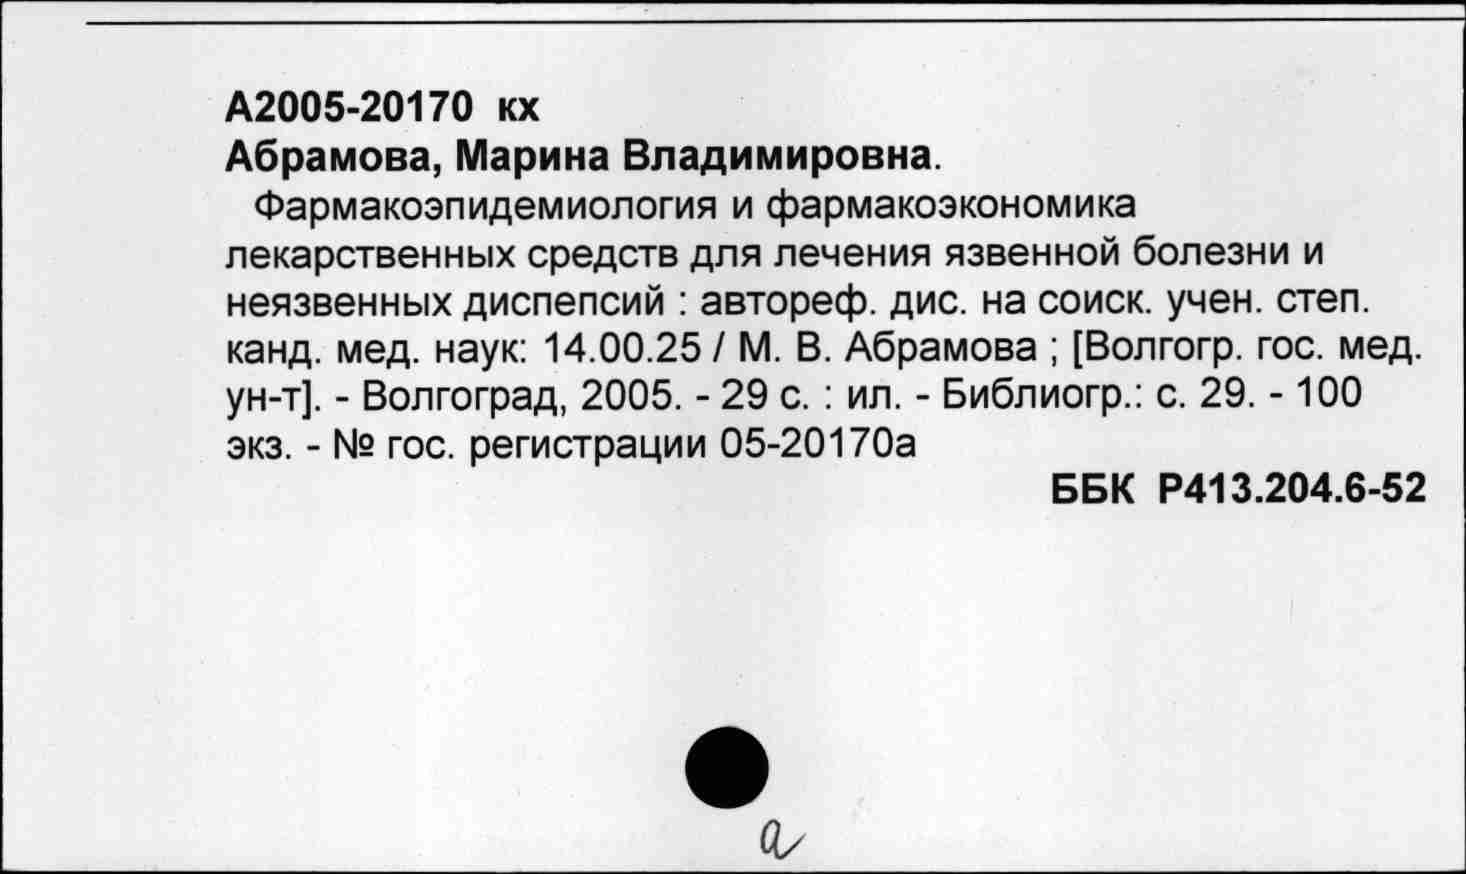 А2005-20170 кх
Абрамова, Марина Владимировна.
Фармакоэпидемиология и фармакоэкономика
лекарственных средств для лечения язвенной болезни и
неязвенных диспепсий : автореф. дис. на соиск. учен. степ.
канд. мед. наук: 14.00.25 / М. В. Абрамова ; [Волгогр. гос. мед.
ун-т]. - Волгоград, 2005. - 29 с. : ил. - Библиогр.: с. 29. - 100
экз. - № гос. регистрации 05-20170а
ББК Р413.204.6-52
а